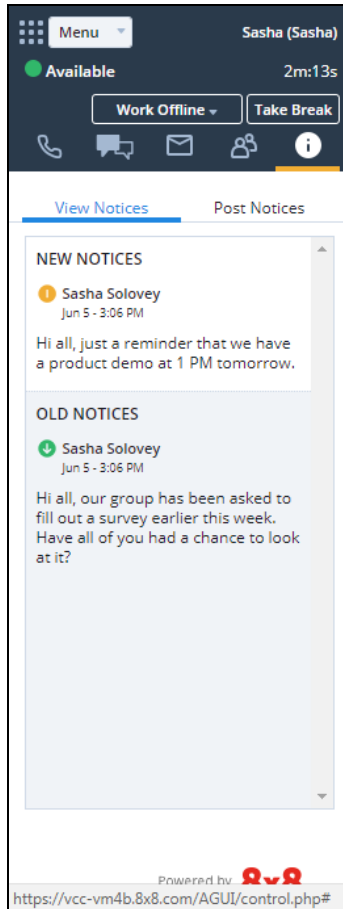 Menu
Sasha (Sasha)
Available
2m:13s
Work Offline
Take Break
View Notices
Post Notices
NEW NOTICES
Sasha Solovey
Jun 5 - 3:06 PM
Hi all, just a reminder that we have
a product demo at 1 PM tomorrow.
OLD NOTICES
Sasha Solovey
Jun 5 - 3:06 PM
Hi all, our group has been asked to
fill out a survey earlier this week.
Have all of you had a chance to look
at it?
Powered by 8x8
https://vcc-vm4b.8x8.com/AGUI/control.php#